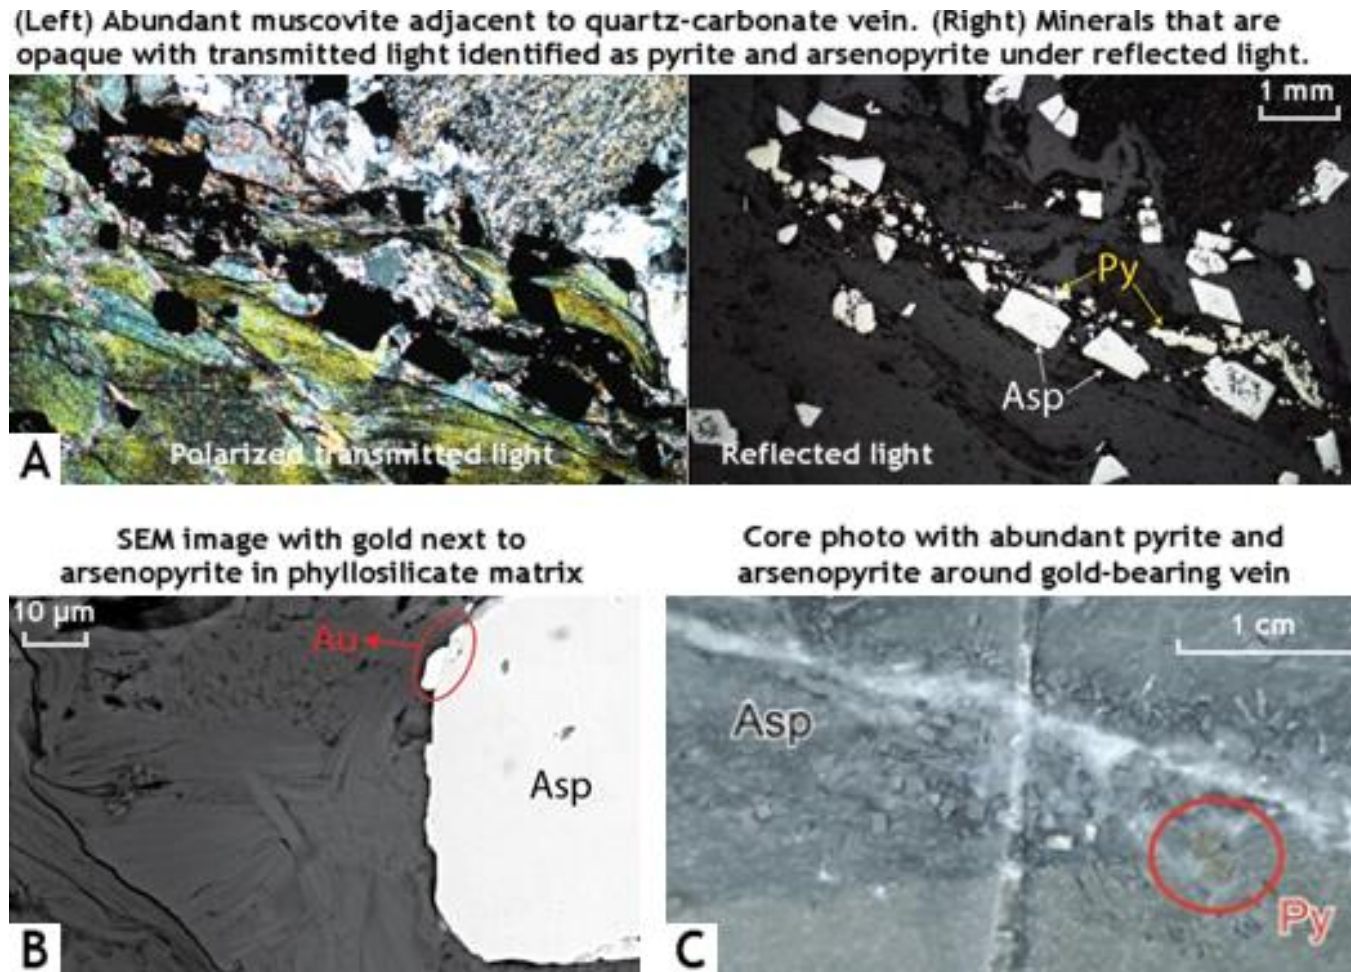 (Left) Abundant muscovite adjacent to quartz-carbonate vein. (Right) Minerals that are
opaque with transmitted light identified as pyrite and arsenopyrite under reflected light.
1 mm
Py
Asp
A
Polarized transmitted light
Reflected light
SEM image with gold next to
arsenopyrite in phyllosilicate matrix
Core photo with abundant pyrite and
arsenopyrite around gold-bearing vein
10 µm
Au
Asp
B
1 cm
Asp
Py
C